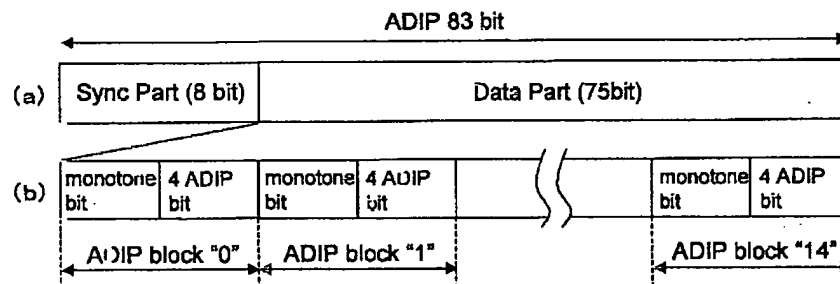 ADIP 83 bit
(a) Sync Part (8 bit) Data Part (75bit)
(b) monotone bit 4 ADIP bit monotone bit 4 ADIP bit monotone bit 4 ADIP bit
ADIP block "0" ADIP block "1" ADIP block "14"